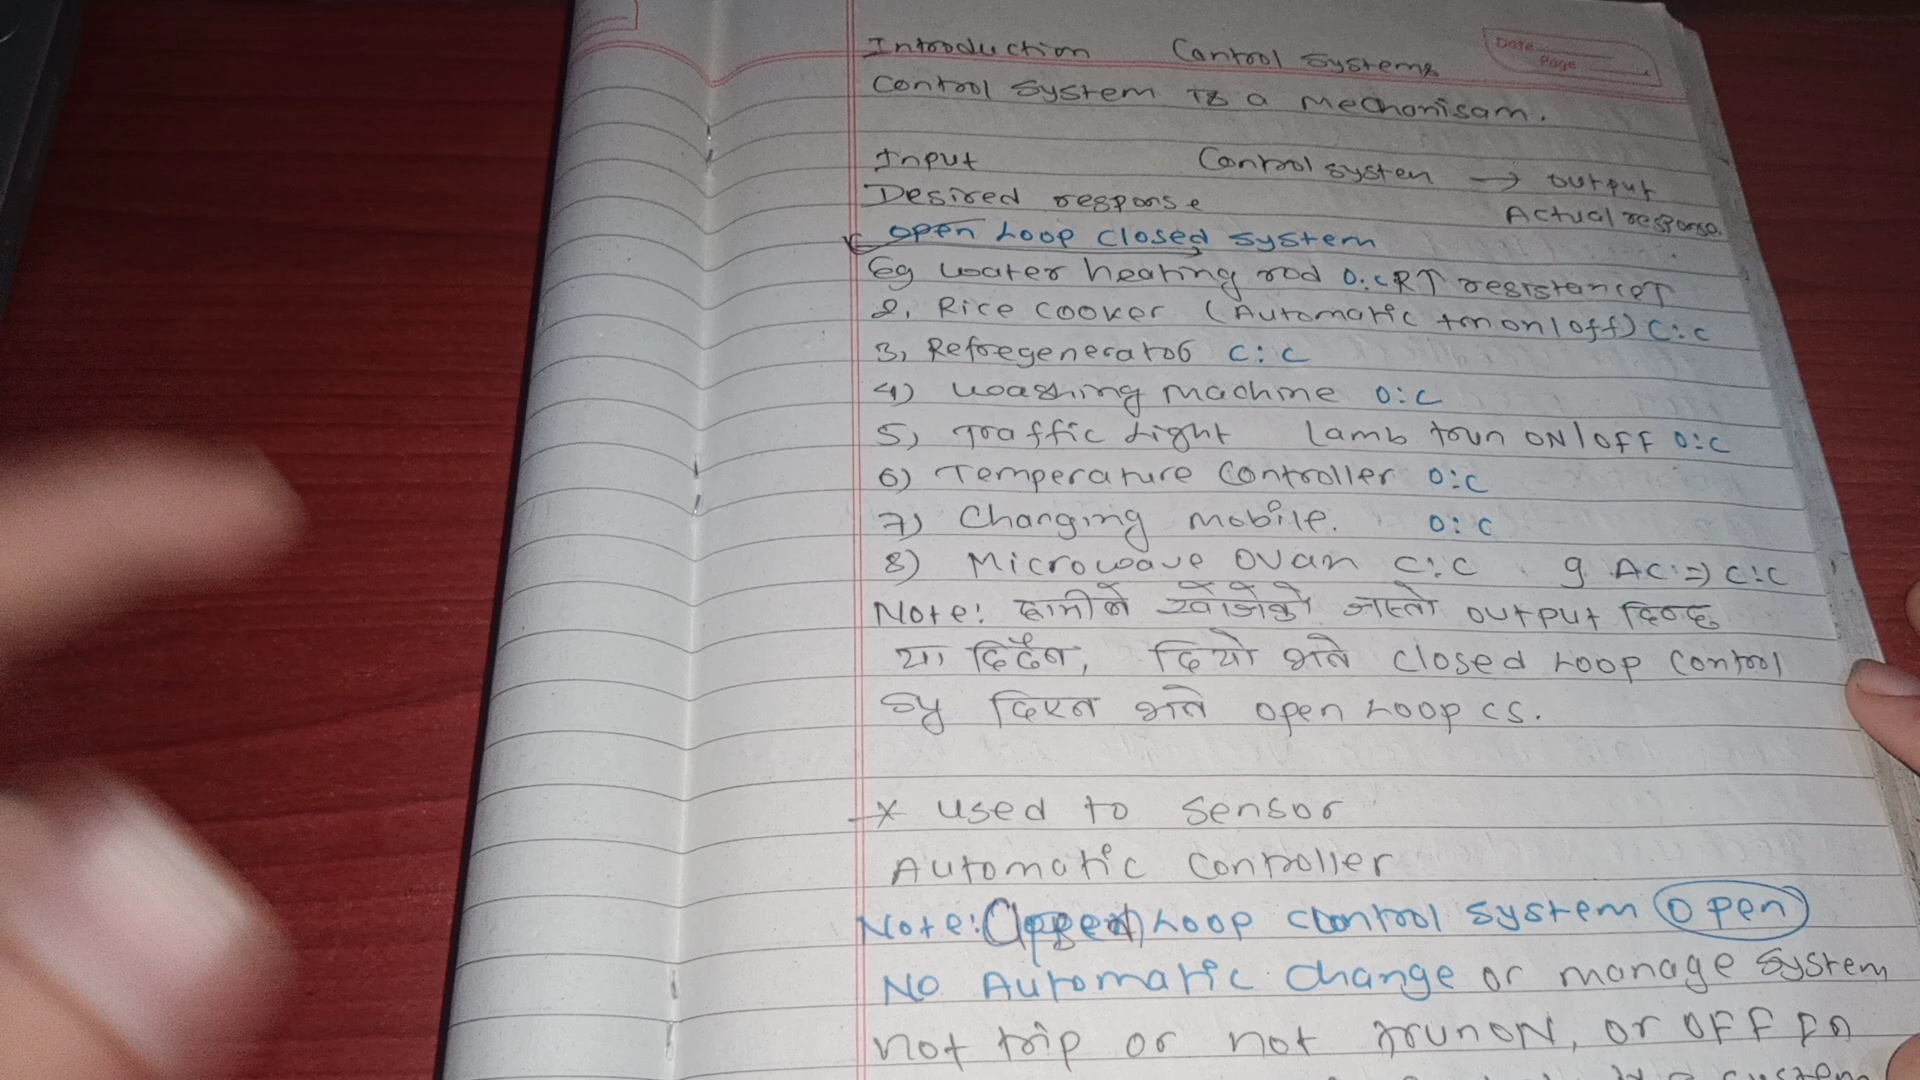 Date
Page
Introduction Control Systems
Control System is a mechanisam.
Input Control system → output
Desired response Actual response.
open Loop closed system
Eg water heating rod O:C R↑ resistance↑
2. Rice cooker (Automatic on/off) C:C
3, Refregenerator C:C
4) washing machine O:C
5) Traffic Light Lamb turn ON/OFF O:C
6) Temperature Controller O:C
7) Changing mobile. O:C
8) Microwave Ovan C:C 9 AC => C:C
Note: हामीले खोजेको जस्तो output दिन्छ
या दिदैन, दियो भने closed Loop control
sy दिएन भने open Loop cs.
* used to sensor
Automatic Controller
Note: Loop control system open
No Automatic change or manage system
not trip or not turn ON, or OFF